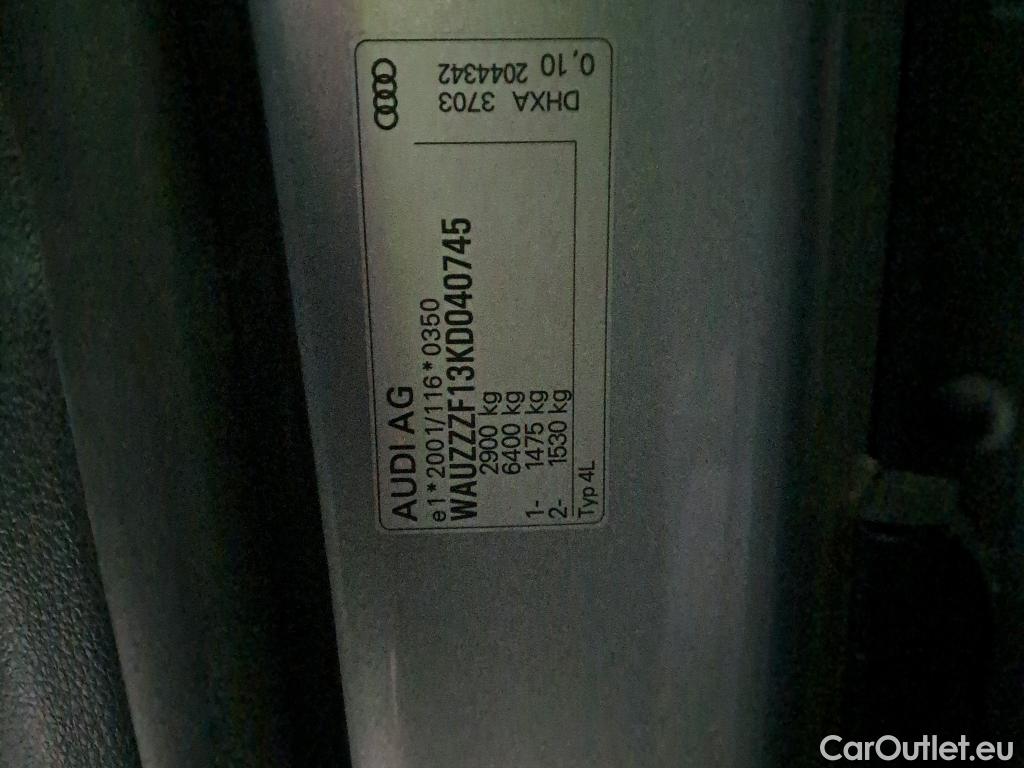 AUDI AG
e1*2001/116*0350
WAUZZZF13KD040745
2900 kg
6400 kg
1- 1475 kg
2- 1530 kg
Typ 4L
DHXA 3703
0,10 2044342
CarOutlet.eu